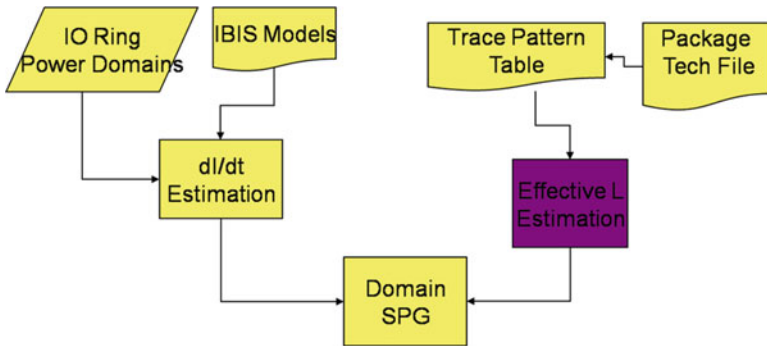 IO Ring
Power Domains
IBIS Models
Trace Pattern
Table
Package
Tech File
dI/dt
Estimation
Effective L
Estimation
Domain
SPG